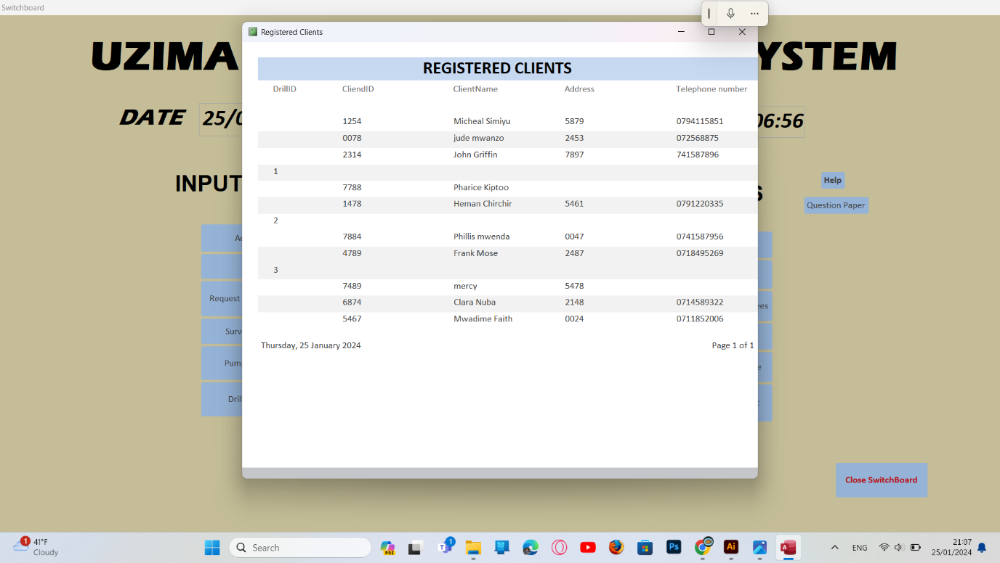 Switchboard
Registered Clients
UZIMA YSTEM
REGISTERED CLIENTS
DrillID CliendID ClientName Address Telephone number
DATE 25/0 06:56
1254 Micheal Simiyu 5879 0794115851
0078 jude mwanzo 2453 072568875
2314 John Griffin 7897 741587896
1
INPUT S
Help
7788 Pharice Kiptoo
1478 Heman Chirchir 5461 0791220335
Question Paper
2
7884 Phillis mwenda 0047 0741587956
4789 Frank Mose 2487 0718495269
3
7489 mercy 5478
6874 Clara Nuba 2148 0714589322
5467 Mwadime Faith 0024 0711852006
Request
ees
Surv
Pum
e
Dril
Thursday, 25 January 2024 Page 1 of 1
Close SwitchBoard
1
41°F
Cloudy
Search
PRE
T
1
Ps
Ai
A
ENG
21:07
25/01/2024